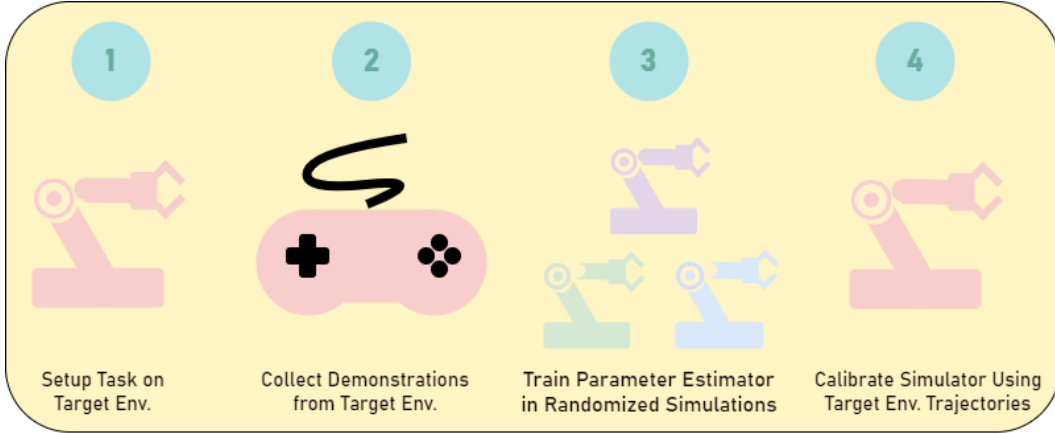 1
2
3
4
Setup Task on
Target Env.
Collect Demonstrations
from Target Env.
Train Parameter Estimator
in Randomized Simulations
Calibrate Simulator Using
Target Env. Trajectories